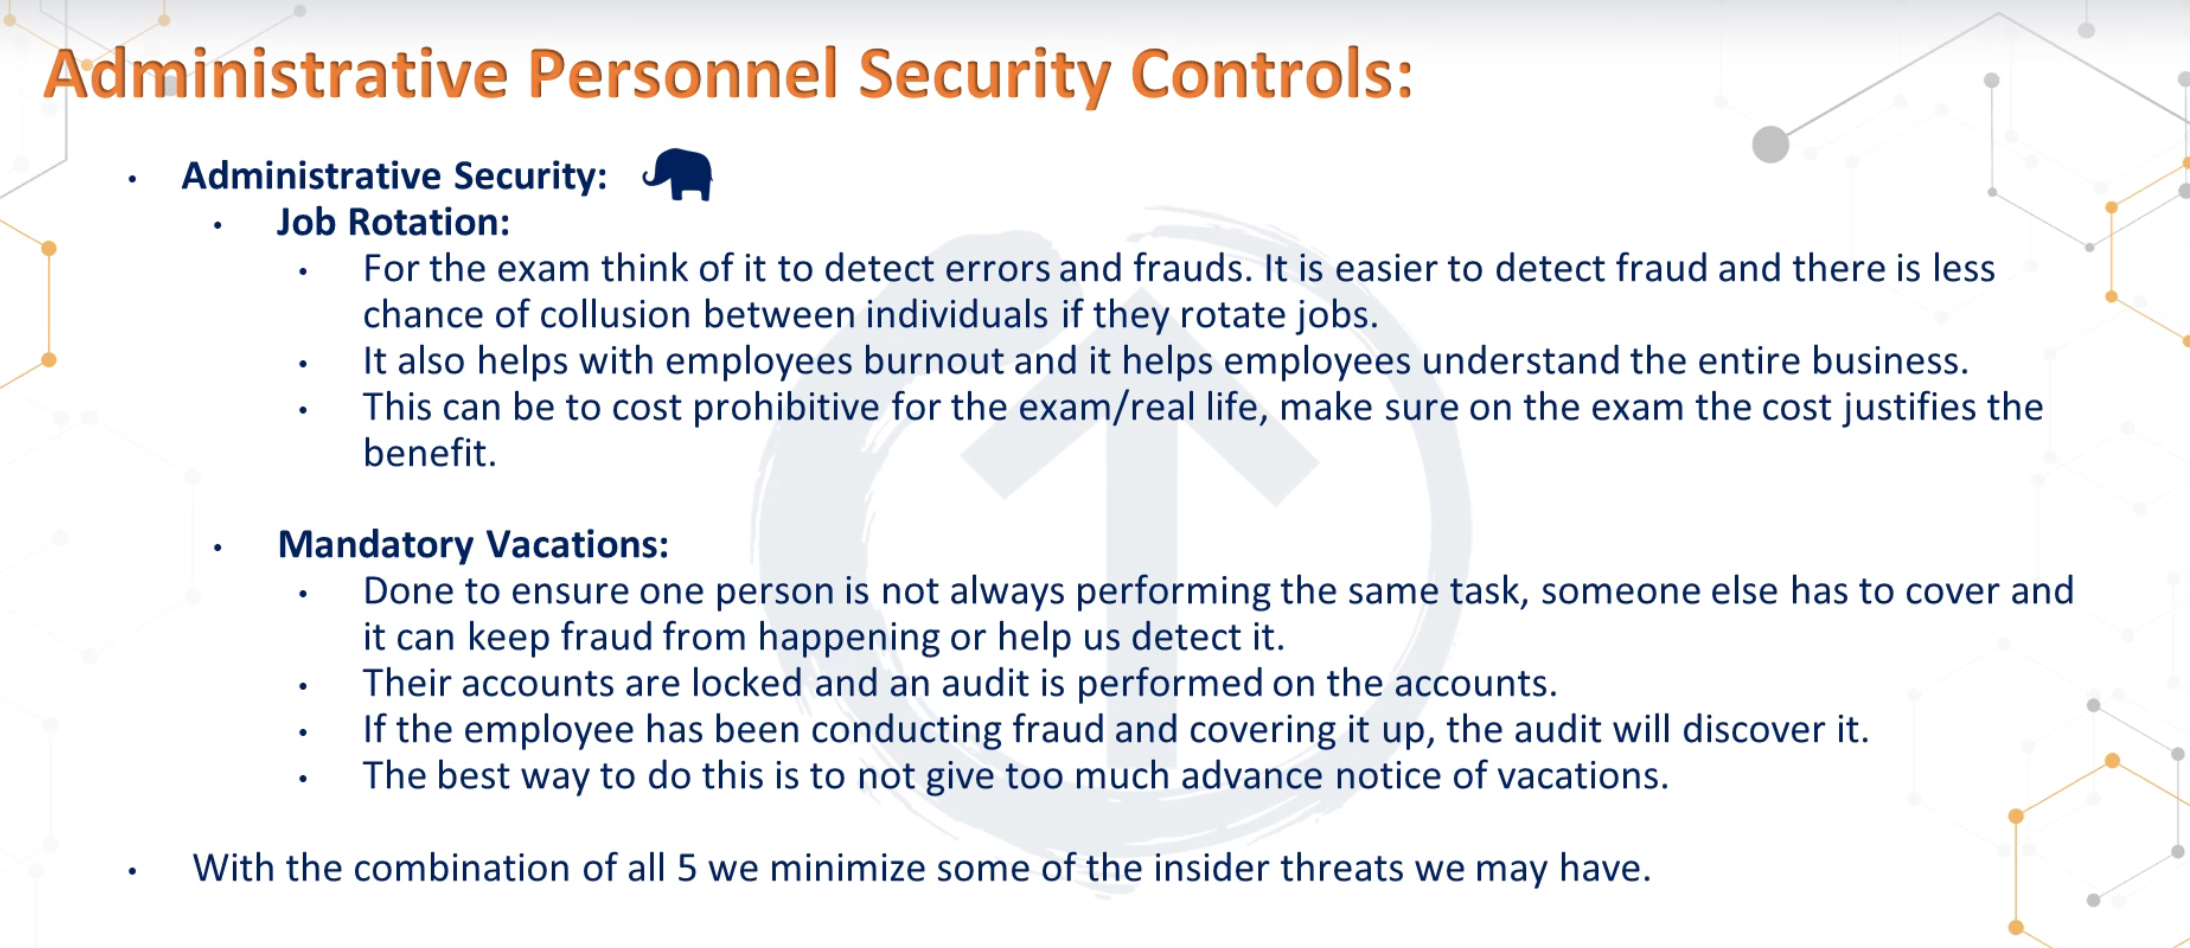 Administrative Personnel Security Controls:
• Administrative Security:
• Job Rotation:
• For the exam think of it to detect errors and frauds. It is easier to detect fraud and there is less
chance of collusion between individuals if they rotate jobs.
• It also helps with employees burnout and it helps employees understand the entire business.
• This can be to cost prohibitive for the exam/real life, make sure on the exam the cost justifies the
benefit.
• Mandatory Vacations:
• Done to ensure one person is not always performing the same task, someone else has to cover and
it can keep fraud from happening or help us detect it.
• Their accounts are locked and an audit is performed on the accounts.
• If the employee has been conducting fraud and covering it up, the audit will discover it.
• The best way to do this is to not give too much advance notice of vacations.
• With the combination of all 5 we minimize some of the insider threats we may have.